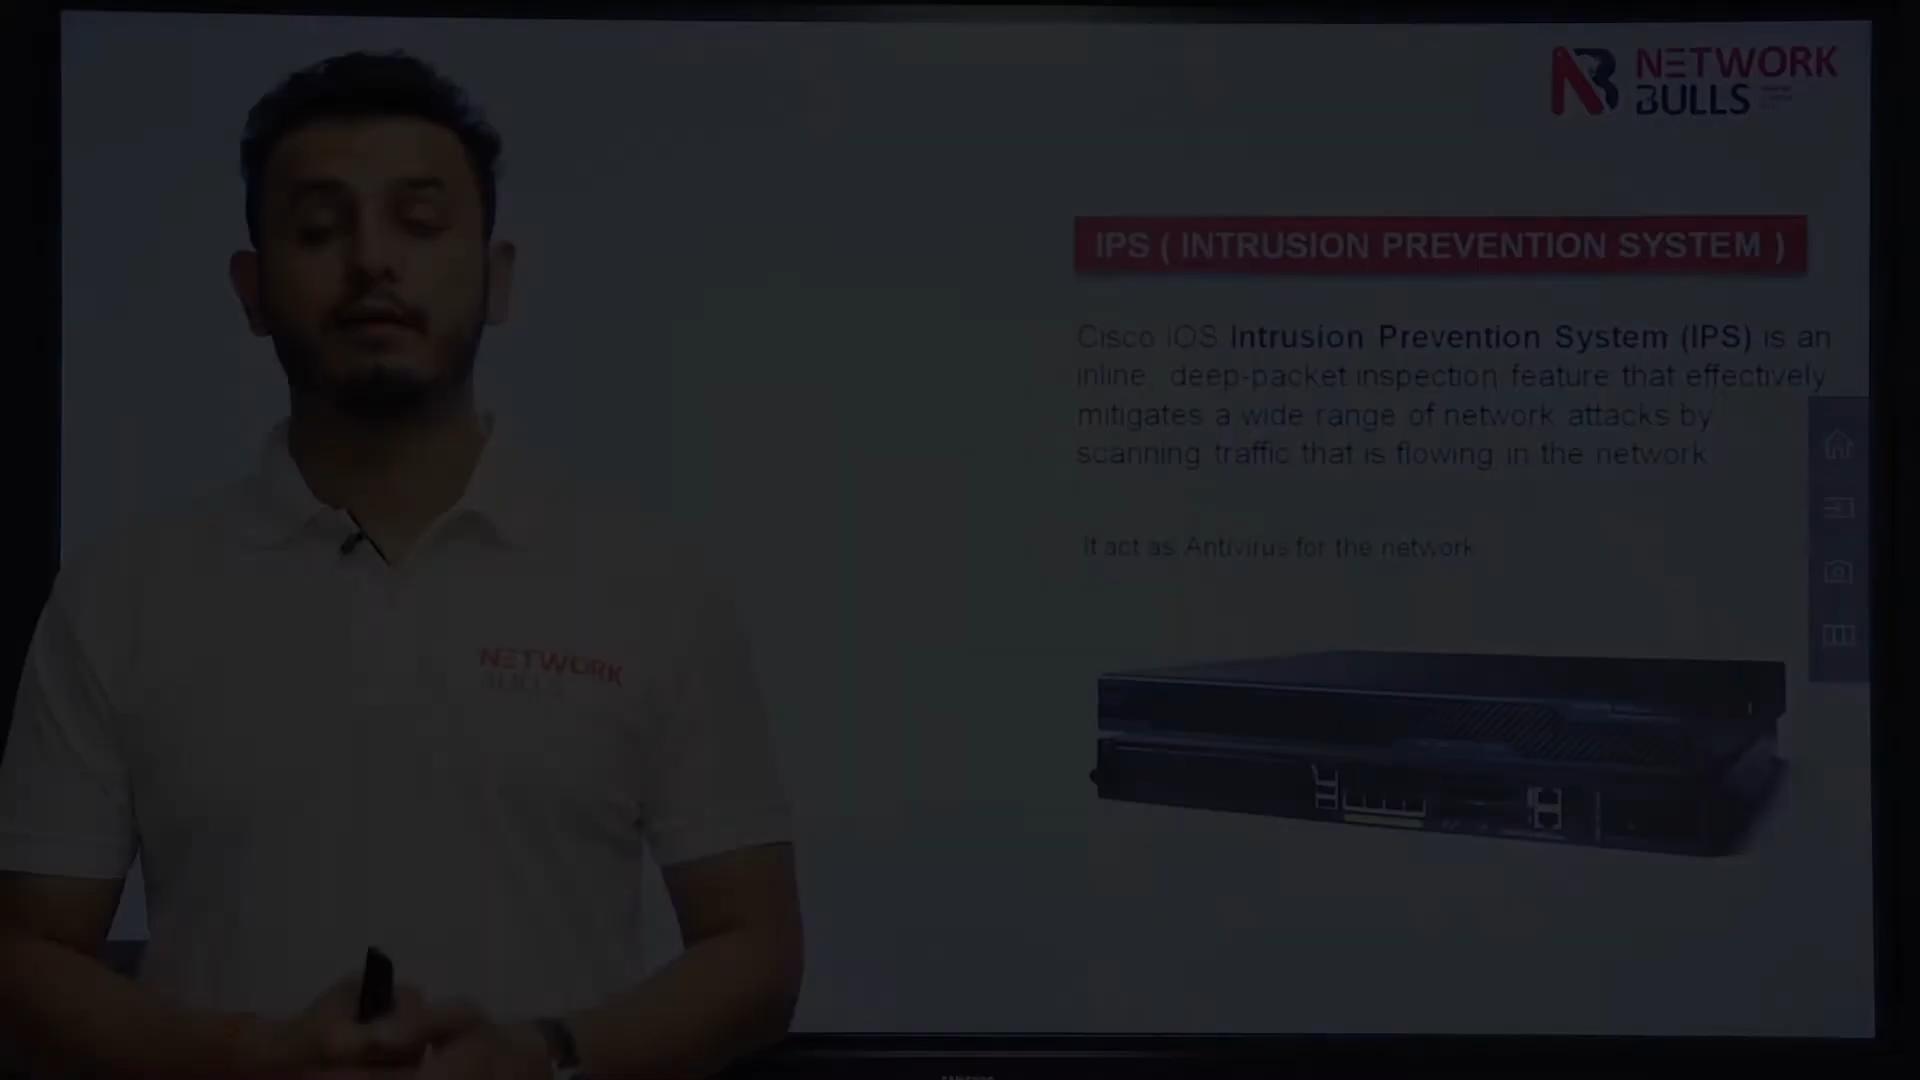 NETWORK
BULLS
IPS ( INTRUSION PREVENTION SYSTEM )
Cisco IOS Intrusion Prevention System (IPS) is an
inline, deep-packet inspection feature that effectively
mitigates a wide range of network attacks by
scanning traffic that is flowing in the network
It act as Antivirus for the network
NETWORK
BULLS